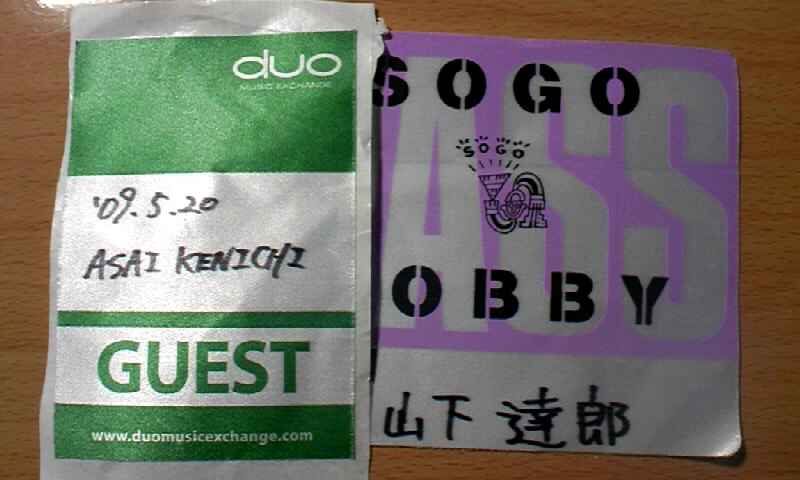 duo
MUSIC EXCHANGE
'09.5.20
ASAI KENICHI
GUEST
www.duomusicexchange.com
SOGO
ASS
SOGO
OBBY
山下 達郎